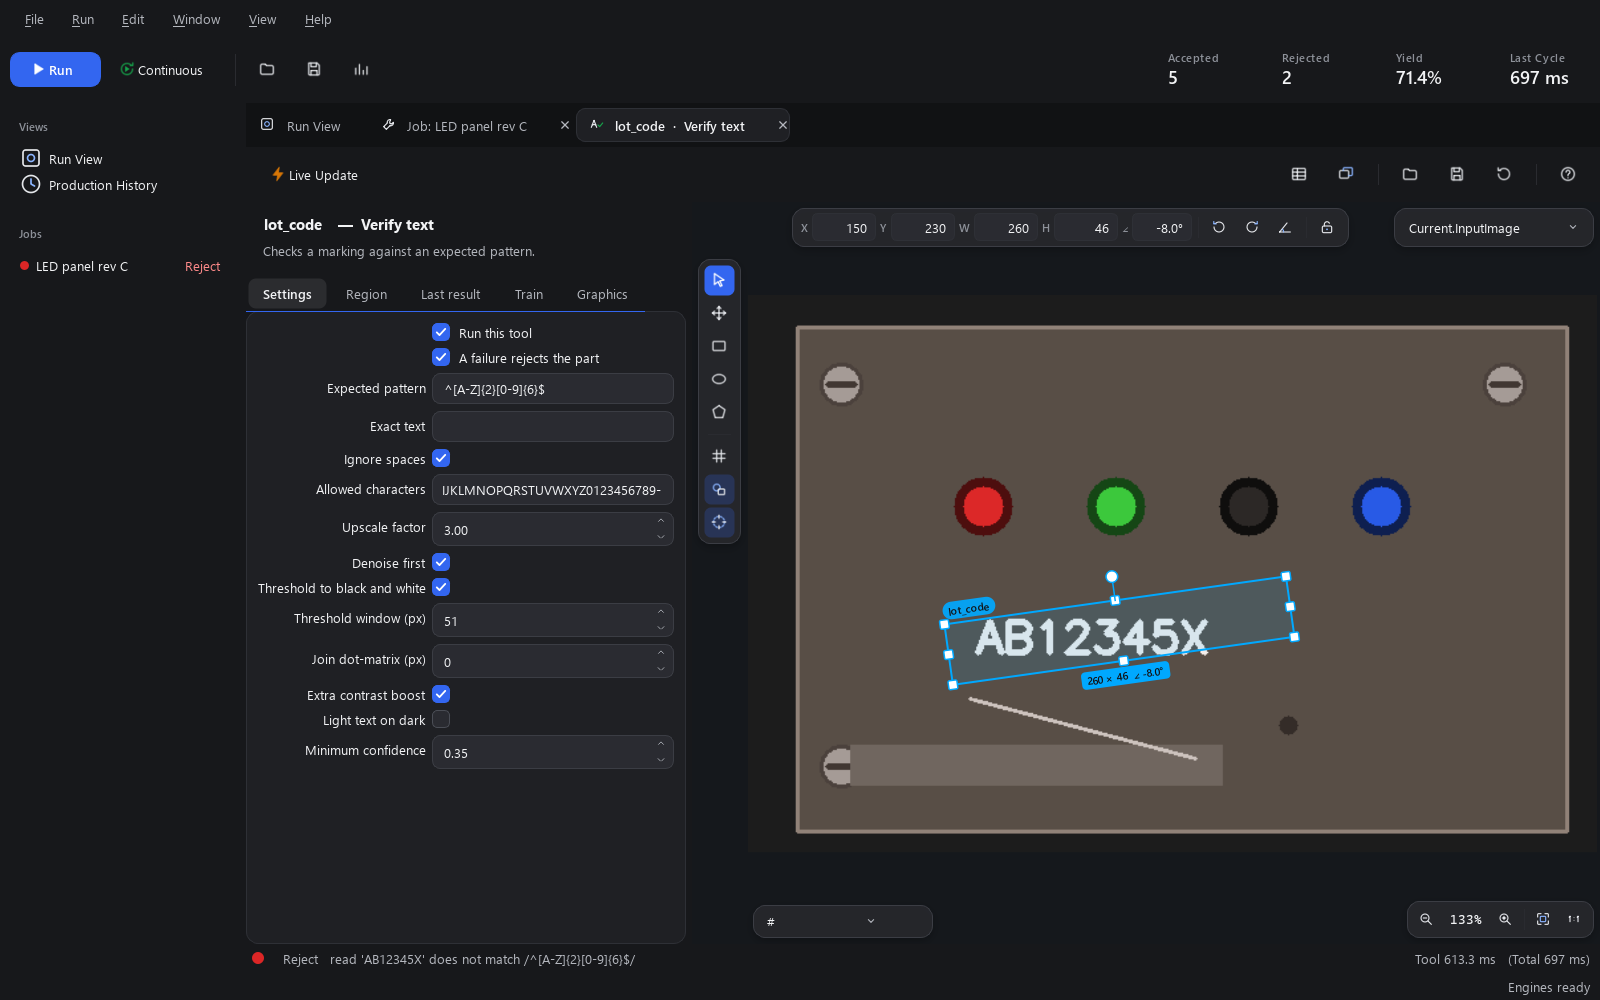 File Run Edit Window View Help
Run Continuous
Accepted Rejected Yield Last Cycle
5 2 71.4% 697 ms
Views
Run View
Production History
Jobs
LED panel rev C Reject
Run View Job: LED panel rev C lot_code · Verify text
Live Update
lot_code — Verify text
Checks a marking against an expected pattern.
X 150 Y 230 W 260 H 46 ∠ -8.0°
Current.InputImage
Settings Region Last result Train Graphics
Run this tool
A failure rejects the part
Expected pattern ^[A-Z]{2}[0-9]{6}$
Exact text
Ignore spaces
Allowed characters IJKLMNOPQRSTUVWXYZ0123456789-
Upscale factor 3.00
Denoise first
Threshold to black and white
Threshold window (px) 51
Join dot-matrix (px) 0
Extra contrast boost
Light text on dark
Minimum confidence 0.35
lot_code
AB12345X
260 × 46 ∠ -8.0°
#
133% 1:1
Reject read 'AB12345X' does not match /^[A-Z]{2}[0-9]{6}$/
Tool 613.3 ms (Total 697 ms)
Engines ready